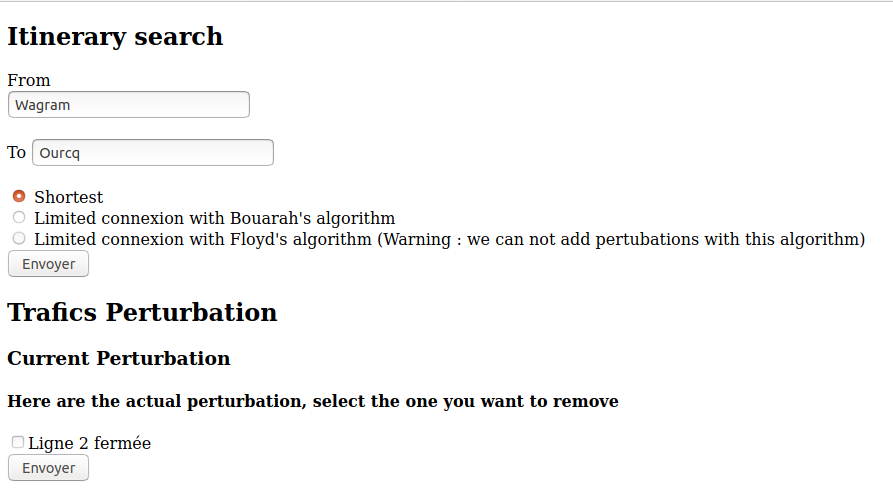 Itinerary search
From
Wagram
To Ourcq
Shortest
Limited connexion with Bouarah's algorithm
Limited connexion with Floyd's algorithm (Warning : we can not add pertubations with this algorithm)
Envoyer
Trafics Perturbation
Current Perturbation
Here are the actual perturbation, select the one you want to remove
Ligne 2 fermée
Envoyer